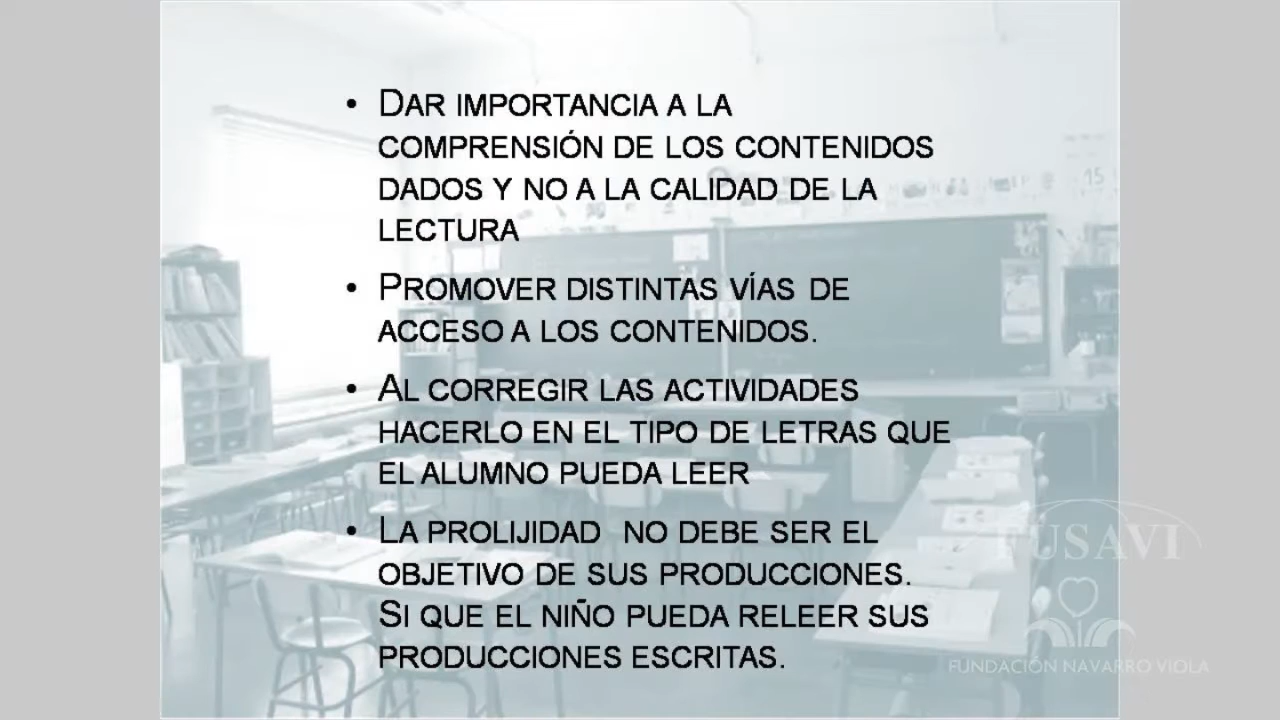 • DAR IMPORTANCIA A LA
COMPRENSIÓN DE LOS CONTENIDOS
DADOS Y NO A LA CALIDAD DE LA
LECTURA
• PROMOVER DISTINTAS VÍAS DE
ACCESO A LOS CONTENIDOS.
• AL CORREGIR LAS ACTIVIDADES
HACERLO EN EL TIPO DE LETRAS QUE
EL ALUMNO PUEDA LEER
• LA PROLIJIDAD NO DEBE SER EL
OBJETIVO DE SUS PRODUCCIONES.
SI QUE EL NIÑO PUEDA RELEER SUS
PRODUCCIONES ESCRITAS.
15
FUSAVI
FUNDACIÓN NAVARRO VIOLA